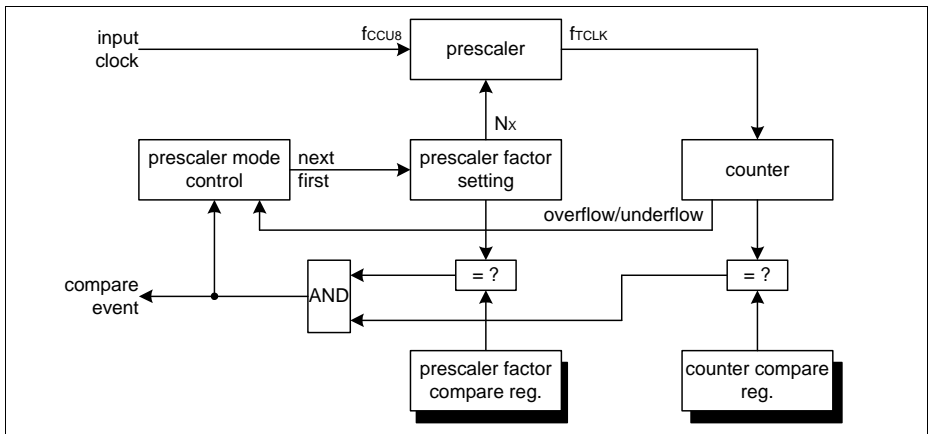 input
clock
fCCU8
prescaler
fTCLK
NX
prescaler mode
control
next
first
prescaler factor
setting
counter
overflow/underflow
compare
event
AND
= ?
= ?
prescaler factor
compare reg.
counter compare
reg.